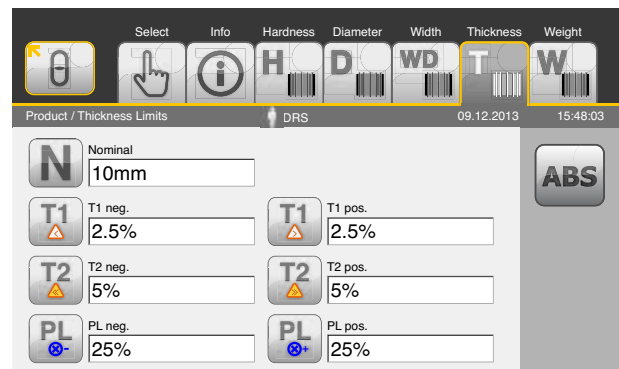 Select Info Hardness Diameter Width Thickness Weight
H D WD T W
Product / Thickness Limits DRS 09.12.2013 15:48:03
N Nominal
10mm
ABS
T1 T1 neg. T1 T1 pos.
2.5% 2.5%
T2 T2 neg. T2 T2 pos.
5% 5%
PL PL neg. PL PL pos.
25% 25%